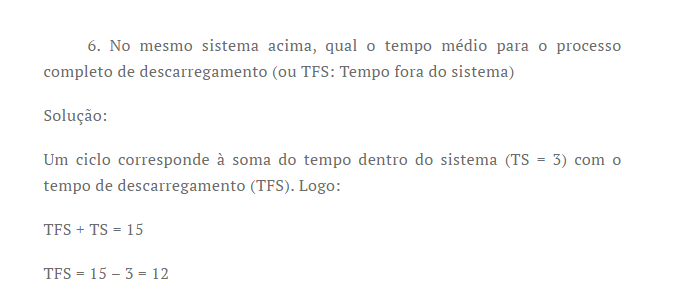 6. No mesmo sistema acima, qual o tempo médio para o processo
completo de descarregamento (ou TFS: Tempo fora do sistema)
Solução:
Um ciclo corresponde à soma do tempo dentro do sistema (TS = 3) com o
tempo de descarregamento (TFS). Logo:
TFS + TS = 15
TFS = 15 – 3 = 12